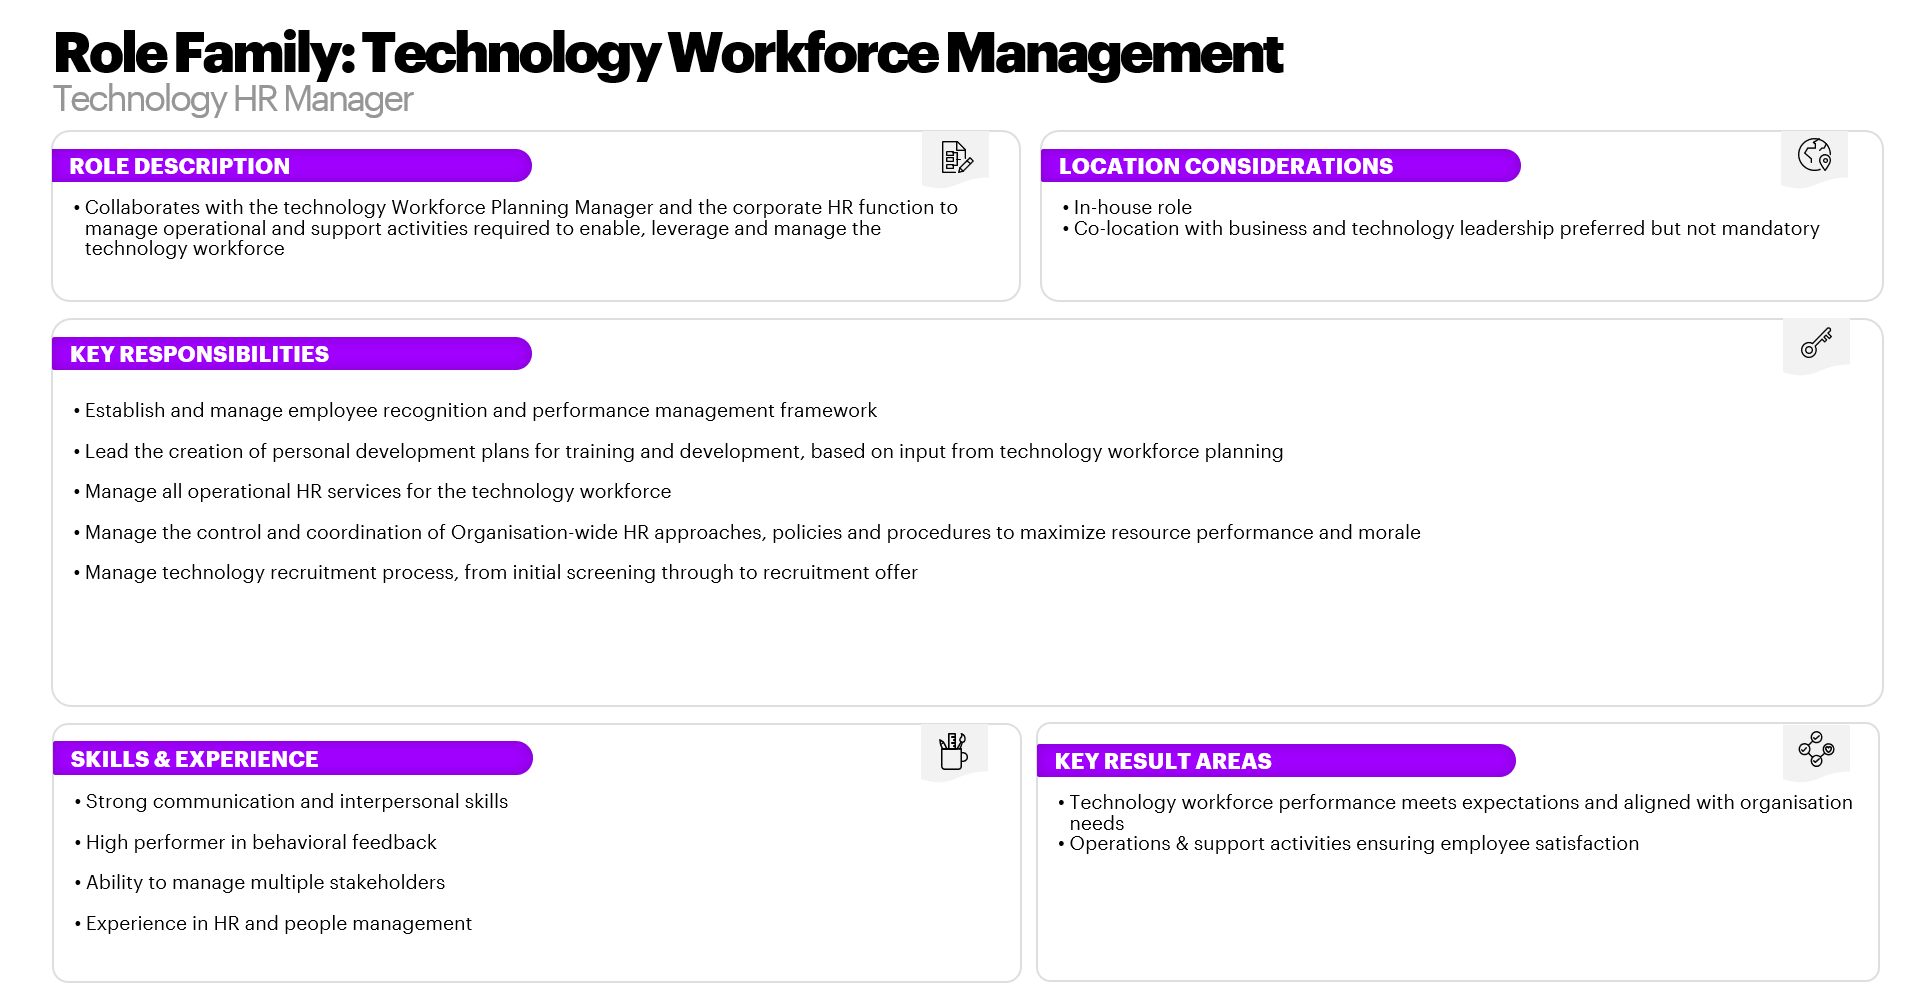 Role Family: Technology Workforce Management
Technology HR Manager
ROLE DESCRIPTION
• Collaborates with the technology Workforce Planning Manager and the corporate HR function to
manage operational and support activities required to enable, leverage and manage the
technology workforce
LOCATION CONSIDERATIONS
• In-house role
• Co-location with business and technology leadership preferred but not mandatory
KEY RESPONSIBILITIES
• Establish and manage employee recognition and performance management framework
• Lead the creation of personal development plans for training and development, based on input from technology workforce planning
• Manage all operational HR services for the technology workforce
• Manage the control and coordination of Organisation-wide HR approaches, policies and procedures to maximize resource performance and morale
• Manage technology recruitment process, from initial screening through to recruitment offer
SKILLS & EXPERIENCE
• Strong communication and interpersonal skills
• High performer in behavioral feedback
• Ability to manage multiple stakeholders
• Experience in HR and people management
KEY RESULT AREAS
• Technology workforce performance meets expectations and aligned with organisation
needs
• Operations & support activities ensuring employee satisfaction